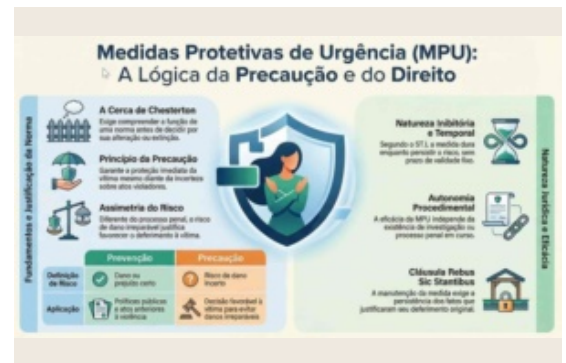 Medidas Protetivas de Urgência (MPU):
A Lógica da Precaução e do Direito
Fundamentos e Justificação da Norma
A Cerca de Chesterton
Exige compreender a função de
uma norma antes de decidir por
sua alteração ou extinção.
Princípio da Precaução
Garante a proteção imediata da
vítima mesmo diante da incerteza
sobre atos violadores.
Assimetria do Risco
Diferente do processo penal, o risco
de dano irreparável justifica
favorecer o deferimento à vítima.
Prevenção
Precaução
Definição
de Risco
Dano ou
prejuízo certo
Risco de dano
incerto
Aplicação
Políticas públicas
e atos anteriores
à violência
Decisão favorável à
vítima para evitar
danos irreparáveis
Natureza Inibitória
e Temporal
Segundo o STJ, a medida dura
enquanto persistir o risco, sem
prazo de validade fixo.
Autonomia
Procedimental
A eficácia da MPU independe da
existência de investigação ou
processo penal em curso.
Cláusula Rebus
Sic Stantibus
A manutenção da medida exige a
persistência dos fatos que
justificaram seu deferimento original.
Natureza Jurídica e Eficácia